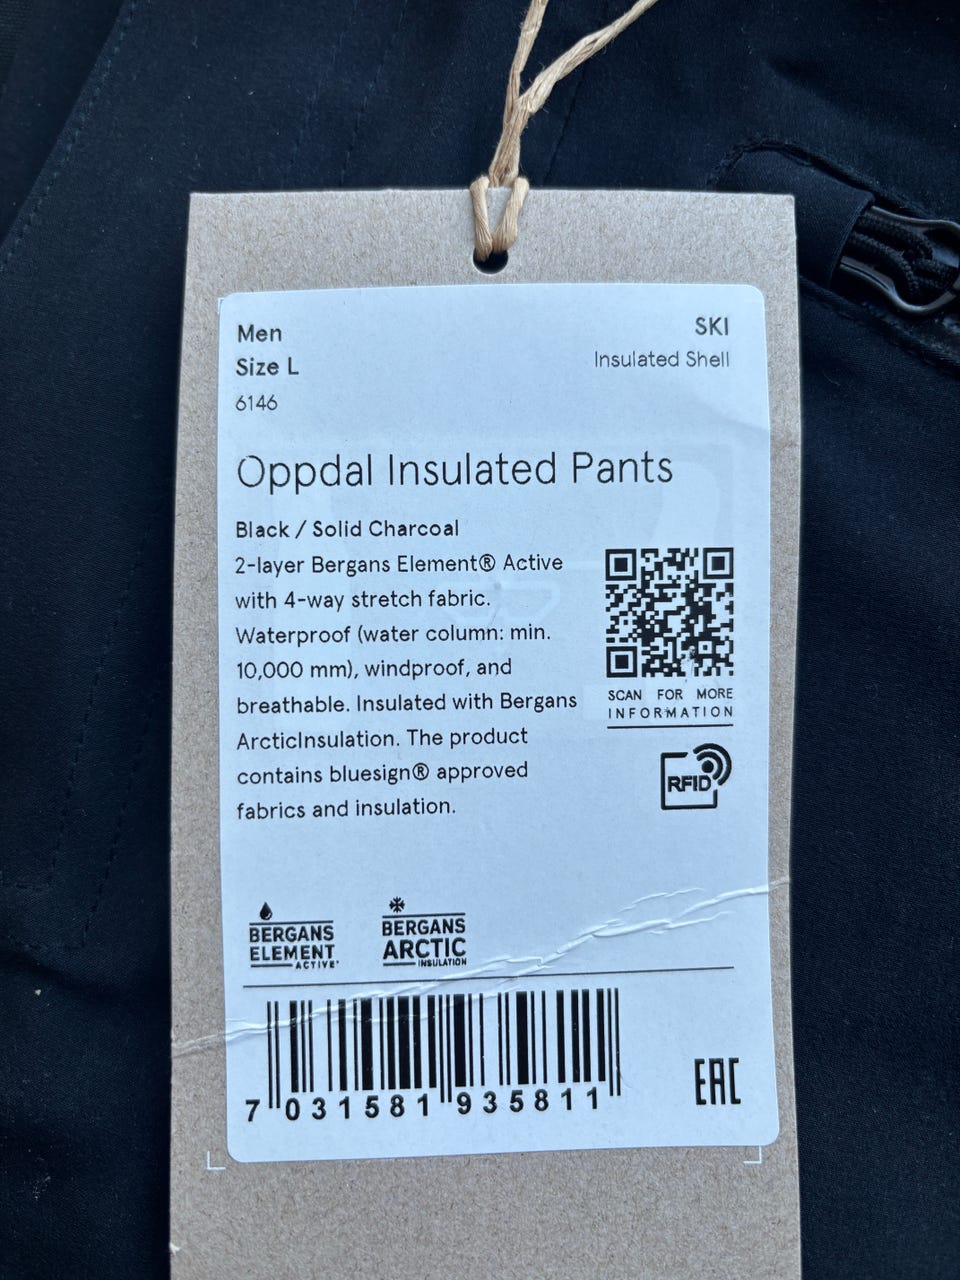 Men
SKI
Size L
Insulated Shell
6146
Oppdal Insulated Pants
Black / Solid Charcoal
2-layer Bergans Element® Active
with 4-way stretch fabric.
Waterproof (water column: min.
10,000 mm), windproof, and
breathable. Insulated with Bergans
ArcticInsulation. The product
contains bluesign® approved
fabrics and insulation.
SCAN FOR MORE
INFORMATION
RFID
BERGANS
ELEMENT
ACTIVE
BERGANS
ARCTIC
INSULATION
7 031581 935811
EAC